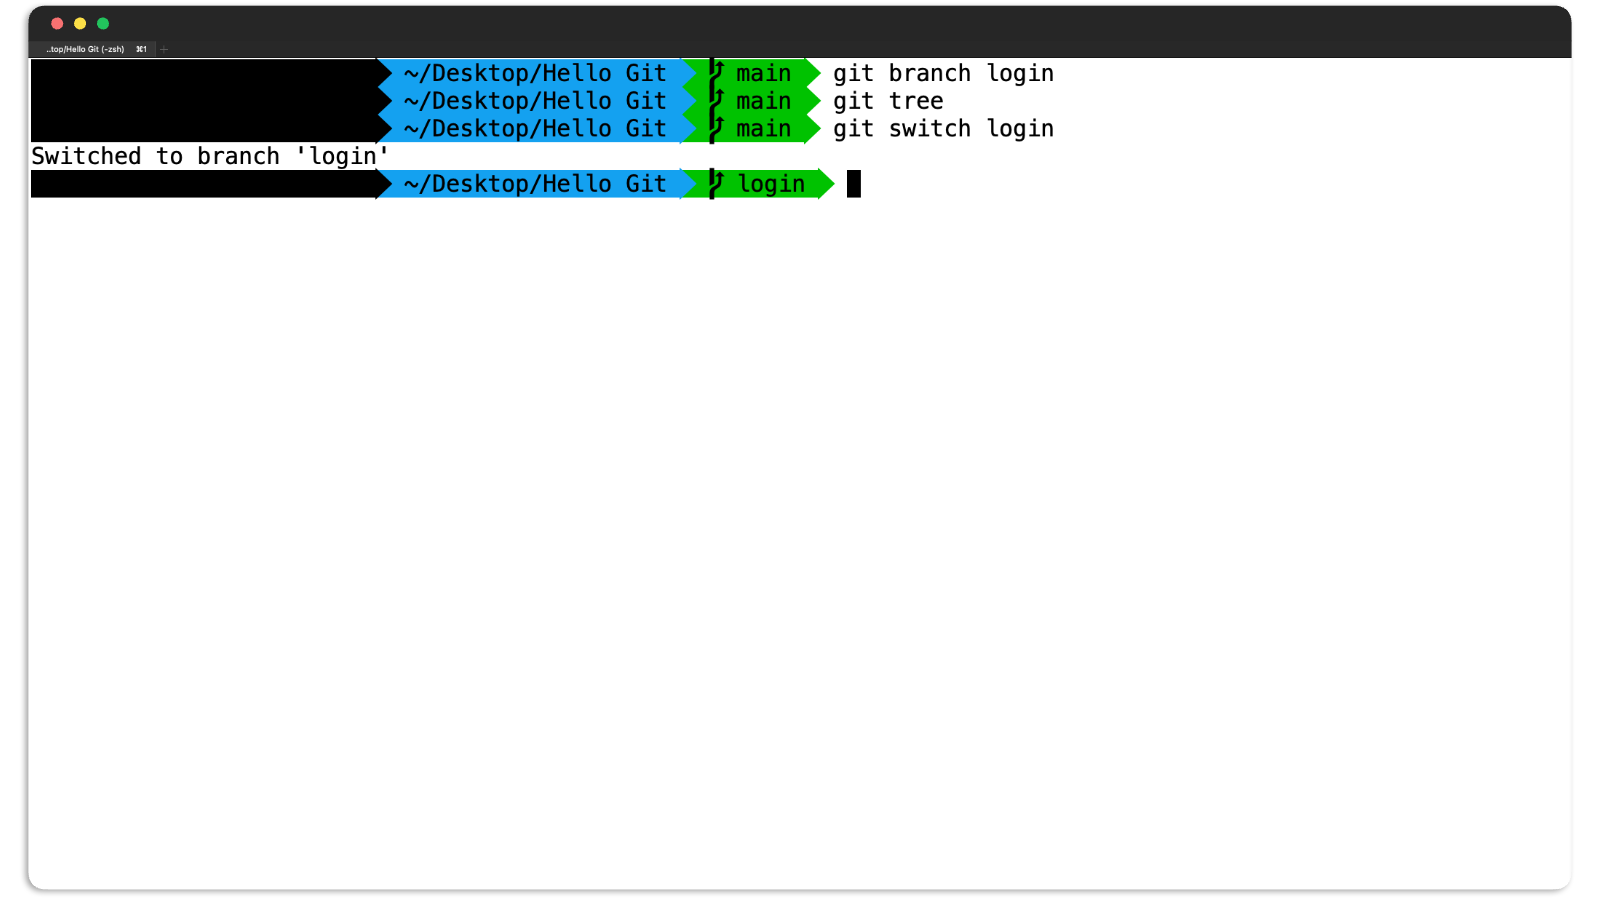 ..top/Hello Git (-zsh) ⌘1 +
~/Desktop/Hello Git main git branch login
~/Desktop/Hello Git main git tree
~/Desktop/Hello Git main git switch login
Switched to branch 'login'
~/Desktop/Hello Git login